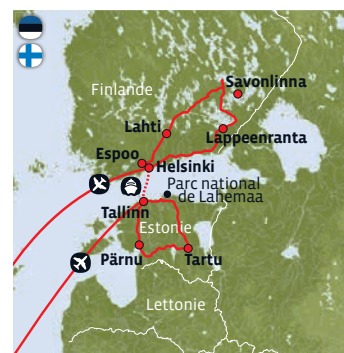 Finlande
Savonlinna
Lahti
Lappeenranta
Espoo
Helsinki
Parc national
de Lahemaa
Tallinn
Estonie
Pärnu
Tartu
Lettonie